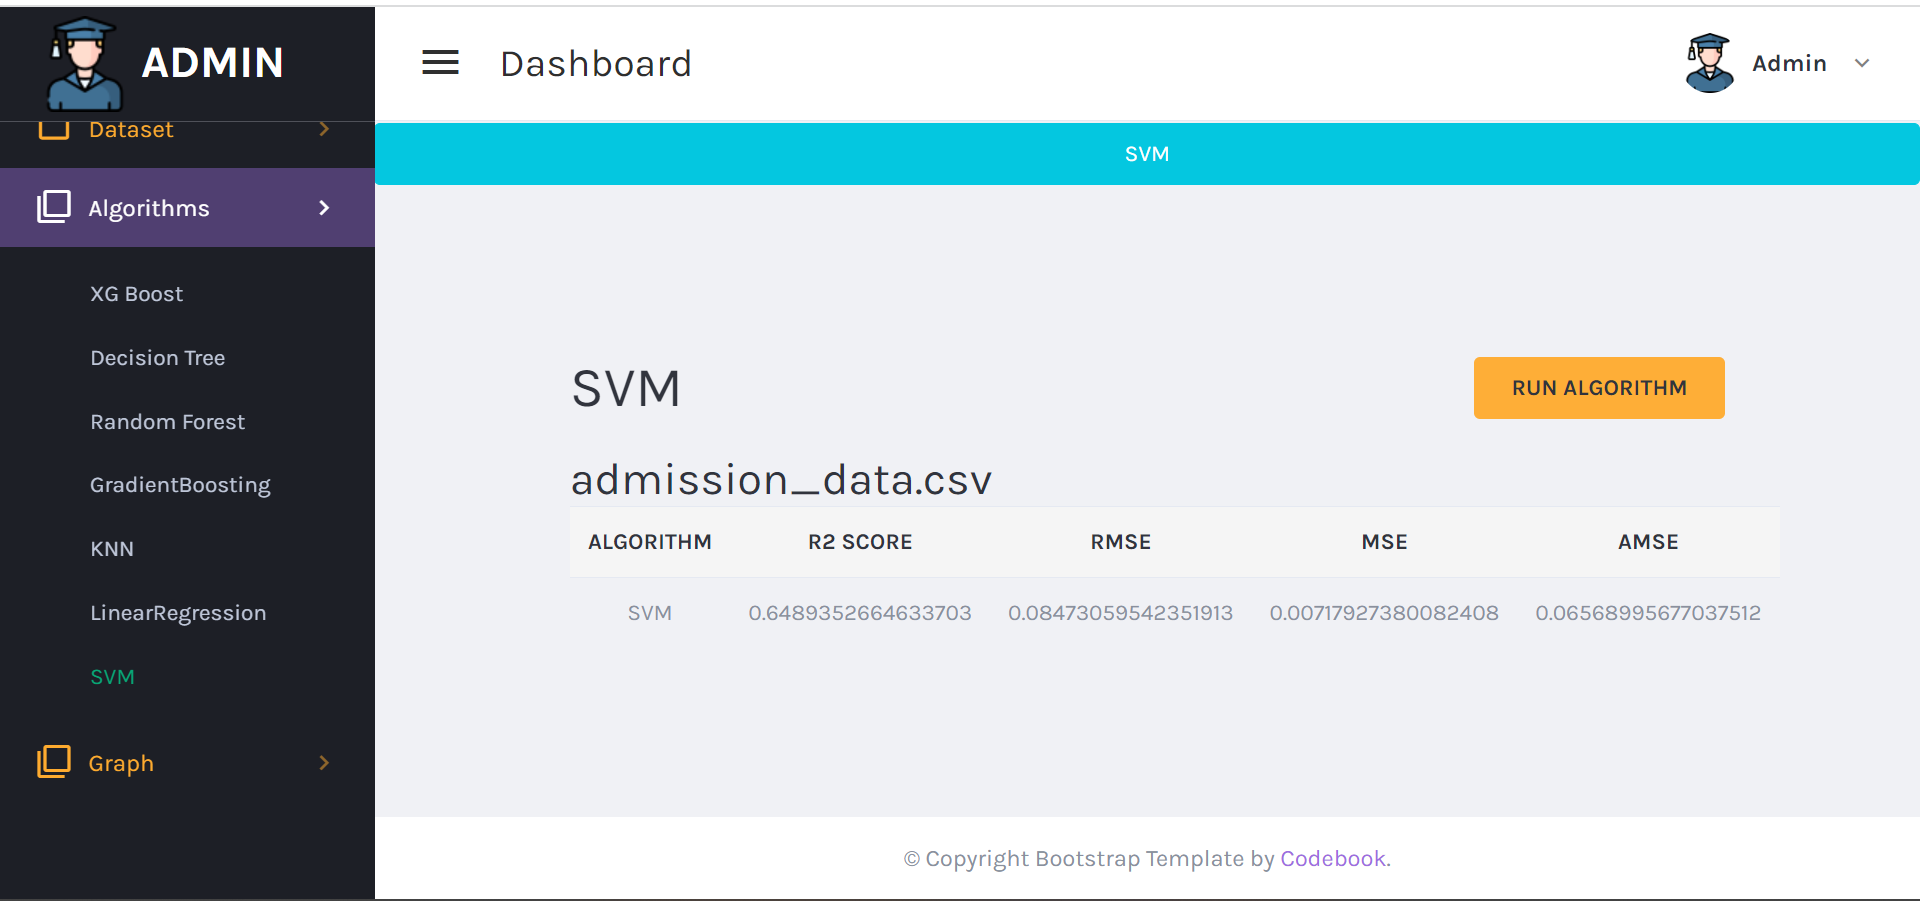 ADMIN
Dataset
Algorithms
XG Boost
Decision Tree
Random Forest
GradientBoosting
KNN
LinearRegression
SVM
Graph
Dashboard
Admin
SVM
SVM
RUN ALGORITHM
admission_data.csv
ALGORITHM R2 SCORE RMSE MSE AMSE
SVM 0.6489352664633703 0.08473059542351913 0.00717927380082408 0.06568995677037512
© Copyright Bootstrap Template by Codebook.